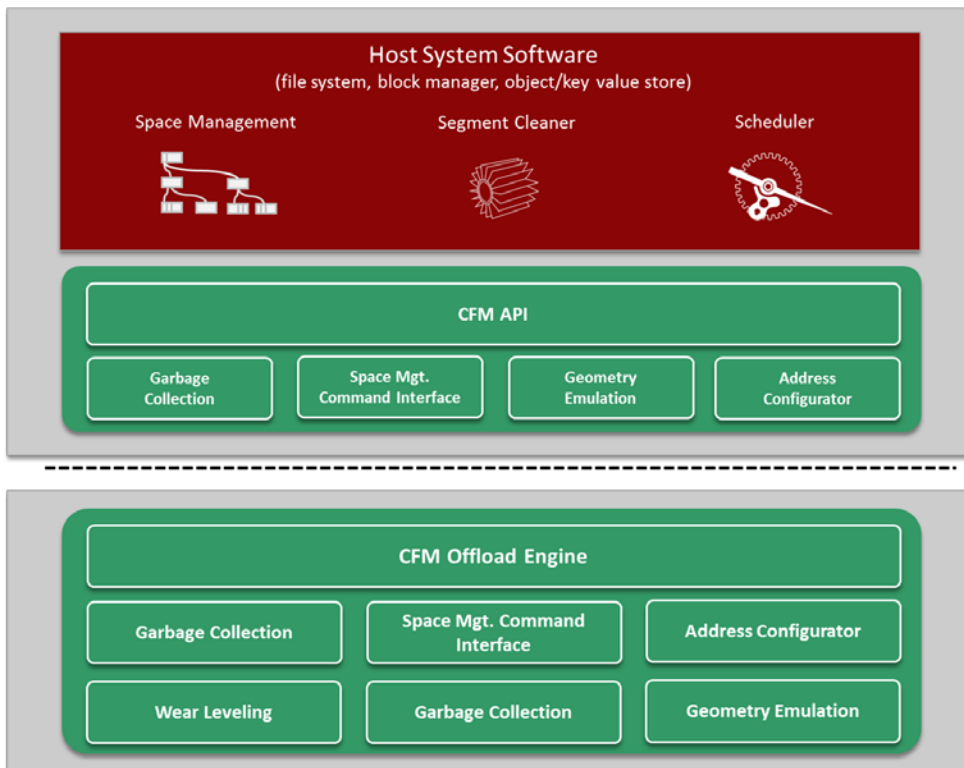 Host System Software
(file system, block manager, object/key value store)
Space Management
Segment Cleaner
Scheduler
CFM API
Garbage
Collection
Space Mgt.
Command Interface
Geometry
Emulation
Address
Configurator
CFM Offload Engine
Garbage Collection
Space Mgt. Command
Interface
Address Configurator
Wear Leveling
Garbage Collection
Geometry Emulation